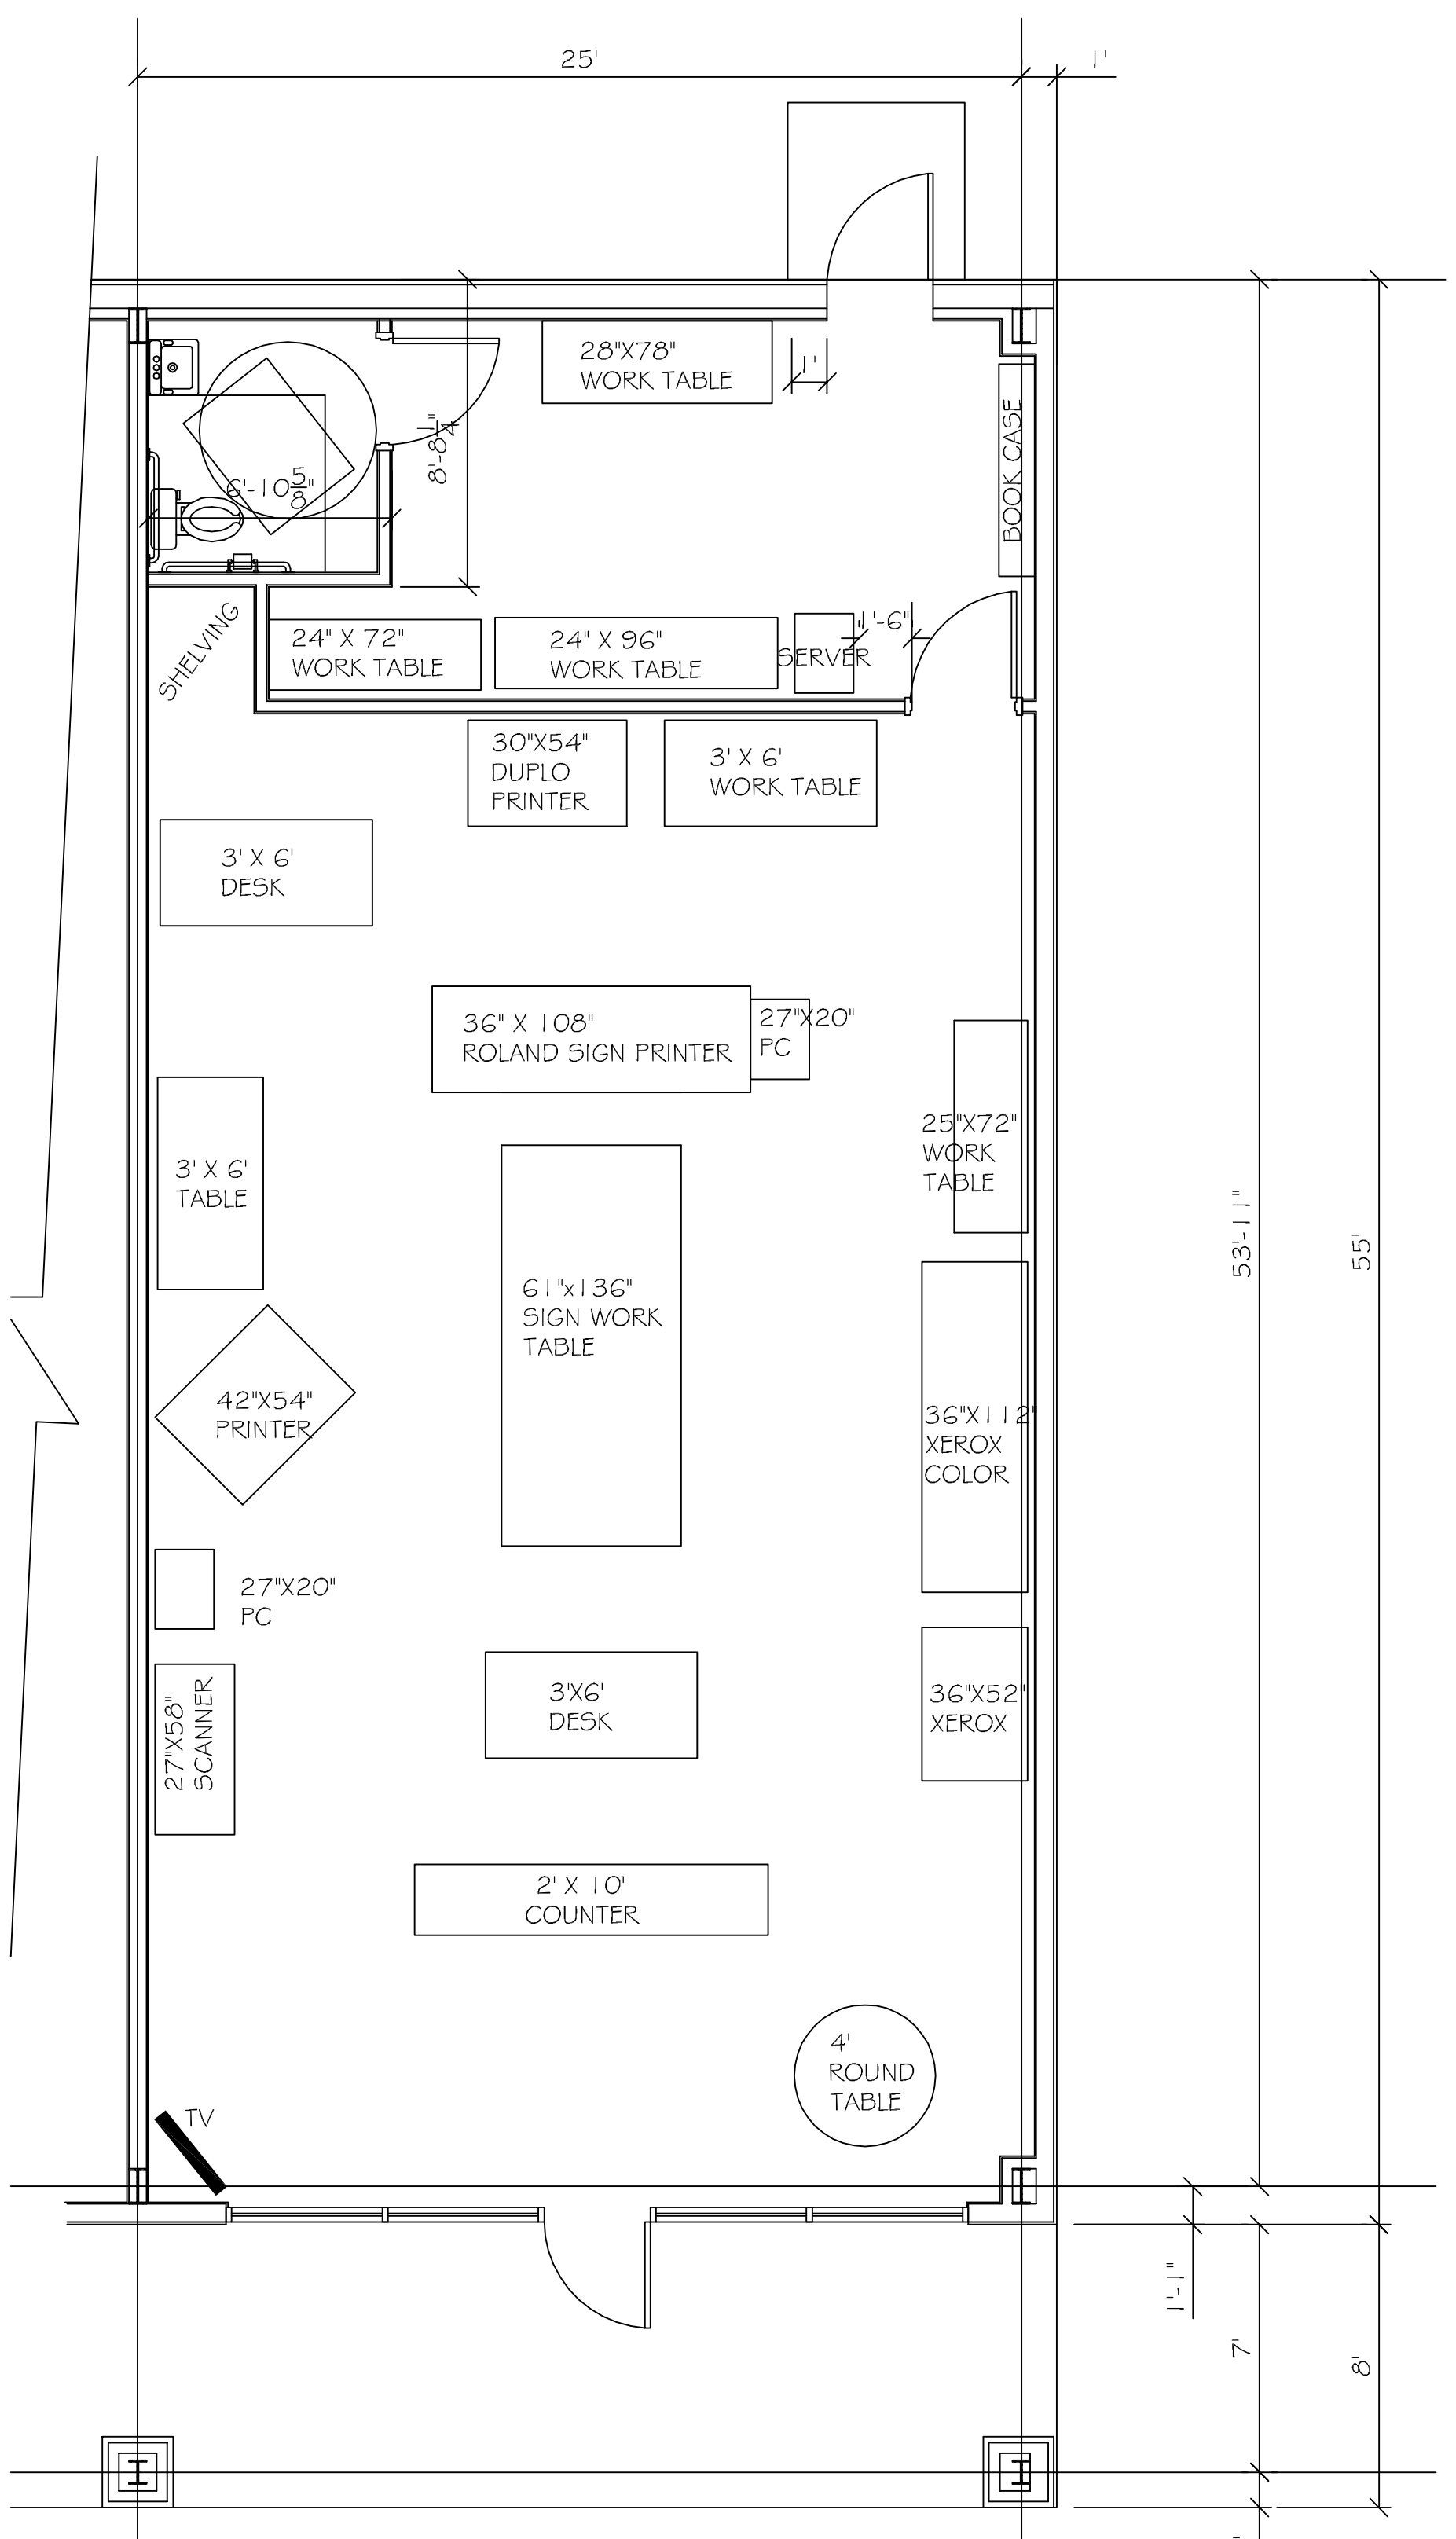 25'
1'
28"X78"
WORK TABLE
1'
BOOK CASE
8'-8 1/4"
6'-10 5/8"
SHELVING
24" X 72"
WORK TABLE
24" X 96"
WORK TABLE
SERVER
1'-6"
30"X54"
DUPLO
PRINTER
3' X 6'
WORK TABLE
3' X 6'
DESK
36" X 108"
ROLAND SIGN PRINTER
27"X20"
PC
25"X72"
WORK
TABLE
3' X 6'
TABLE
53'-11"
55'
61"x136"
SIGN WORK
TABLE
42"X54"
PRINTER
36"X112"
XEROX
COLOR
27"X20"
PC
27"X58"
SCANNER
3'X6'
DESK
36"X52"
XEROX
2' X 10'
COUNTER
4'
ROUND
TABLE
TV
1'-1"
7'
8'